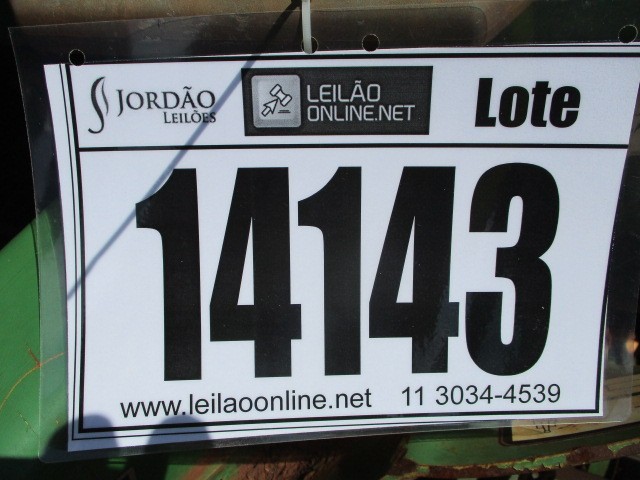 JORDÃO
LEILÕES
LEILÃO
ONLINE.NET
Lote
14143
www.leilaoonline.net 11 3034-4539